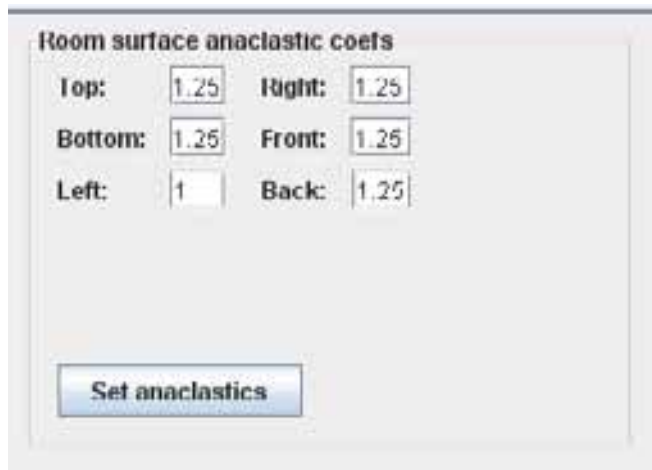 Room surface anaclastic coefs
Top: 1.25 Right: 1.25
Bottom: 1.25 Front: 1.25
Left: 1 Back: 1.25
Set anaclastics